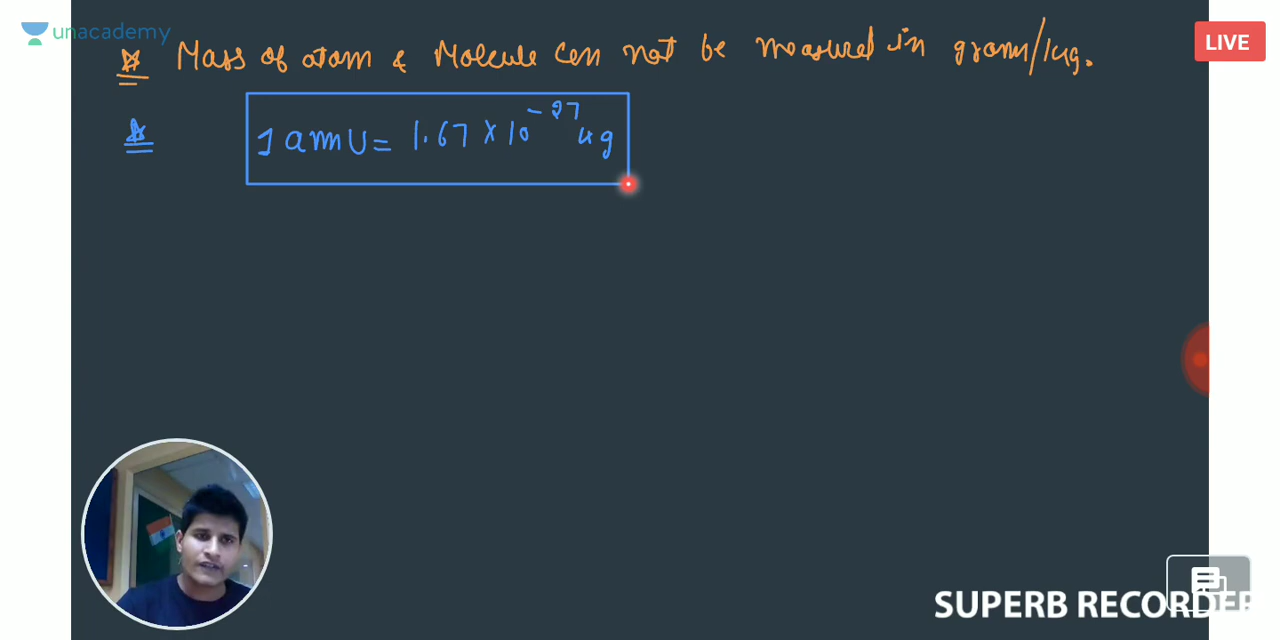 unacademy
LIVE
Mass of atom & Molecule can not be measured in gram/kg.
1 amU = 1.67 × 10⁻²⁷ kg
SUPERB RECORDER